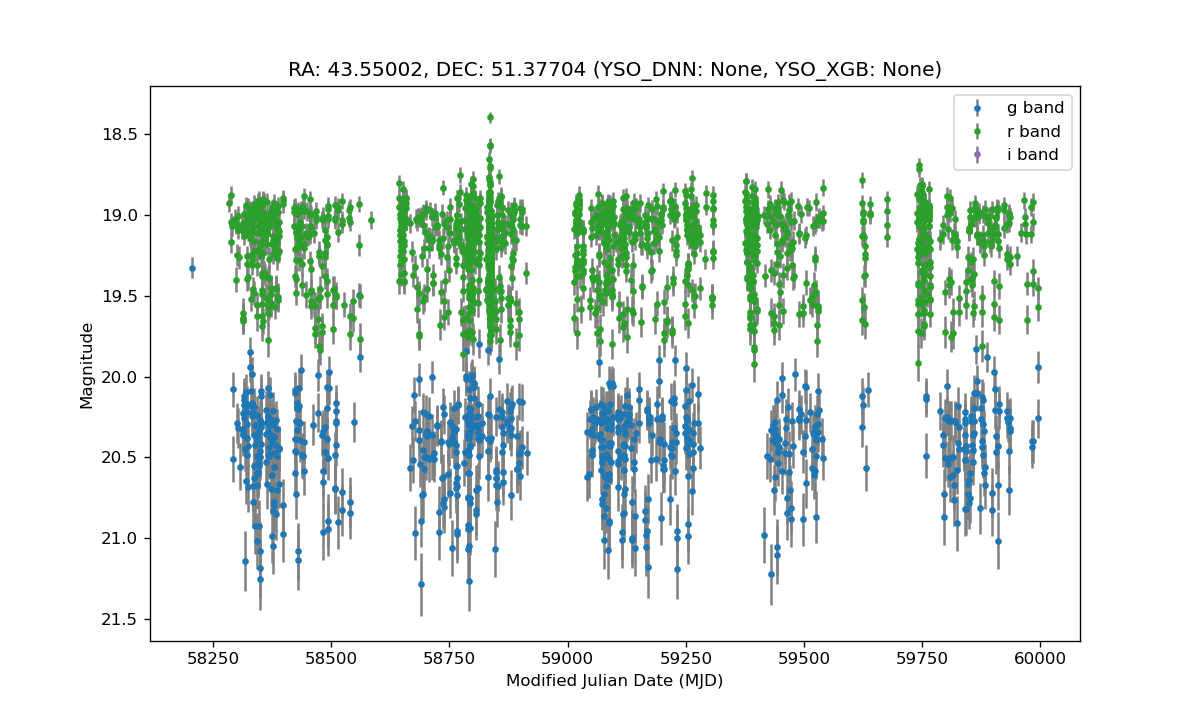 RA: 43.55002, DEC: 51.37704 (YSO_DNN: None, YSO_XGB: None)
g band
r band
i band
18.5
19.0
19.5
20.0
20.5
21.0
21.5
Magnitude
58250 58500 58750 59000 59250 59500 59750 60000
Modified Julian Date (MJD)